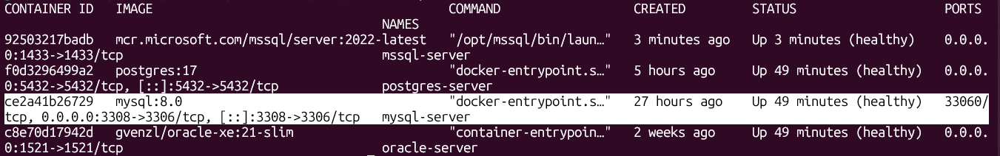 CONTAINER ID   IMAGE                                        COMMAND                  CREATED         STATUS                    PORTS
                                                   NAMES
92503217badb   mcr.microsoft.com/mssql/server:2022-latest   "/opt/mssql/bin/laun…"   3 minutes ago   Up 3 minutes (healthy)    0.0.0.
0:1433->1433/tcp                                   mssql-server
f0d3296499a2   postgres:17                                  "docker-entrypoint.s…"   5 hours ago     Up 49 minutes (healthy)   0.0.0.
0:5432->5432/tcp, [::]:5432->5432/tcp              postgres-server
ce2a41b26729   mysql:8.0                                    "docker-entrypoint.s…"   27 hours ago    Up 49 minutes (healthy)   33060/
tcp, 0.0.0.0:3308->3306/tcp, [::]:3308->3306/tcp   mysql-server
c8e70d17942d   gvenzl/oracle-xe:21-slim                     "container-entrypoin…"   2 weeks ago     Up 49 minutes (healthy)   0.0.0.
0:1521->1521/tcp                                   oracle-server